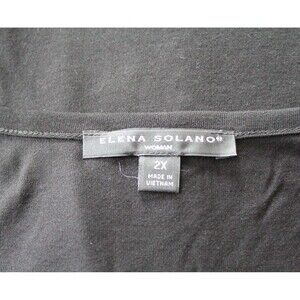 ELENA SOLANO®
WOMAN
2X
MADE IN
VIETNAM